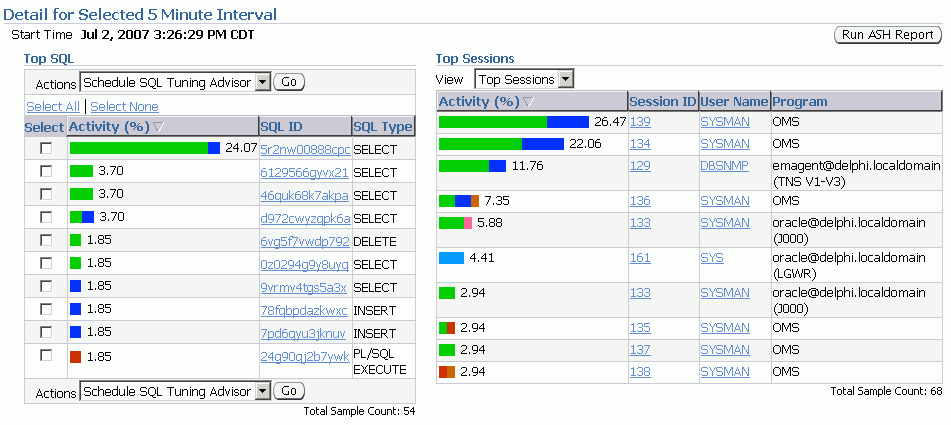 Detail for Selected 5 Minute Interval
Start Time Jul 2, 2007 3:26:29 PM CDT
Run ASH Report
Top SQL
Actions Schedule SQL Tuning Advisor Go
Select All | Select None
Select Activity (%) SQL ID SQL Type
24.07 5r2nw00888cpc SELECT
3.70 6129566gyvx21 SELECT
3.70 46quk68k7akpa SELECT
3.70 d972cwyzqpk6a SELECT
1.85 6vg5f7vwdp792 DELETE
1.85 0z0294g9y8uyq SELECT
1.85 9vrmv4tgs5a3x SELECT
1.85 78fqbpdazkwxc INSERT
1.85 7pd6qyu3jknuv INSERT
1.85 24g90qj2b7ywk PL/SQL
EXECUTE
Actions Schedule SQL Tuning Advisor Go
Total Sample Count: 54
Top Sessions
View Top Sessions
Activity (%) Session ID User Name Program
26.47 139 SYSMAN OMS
22.06 134 SYSMAN OMS
11.76 129 DBSNMP emagent@delphi.localdomain
(TNS V1-V3)
7.35 136 SYSMAN OMS
5.88 133 SYSMAN oracle@delphi.localdomain
(J000)
4.41 161 SYS oracle@delphi.localdomain
(LGWR)
2.94 133 SYSMAN oracle@delphi.localdomain
(J000)
2.94 135 SYSMAN OMS
2.94 137 SYSMAN OMS
2.94 138 SYSMAN OMS
Total Sample Count: 68